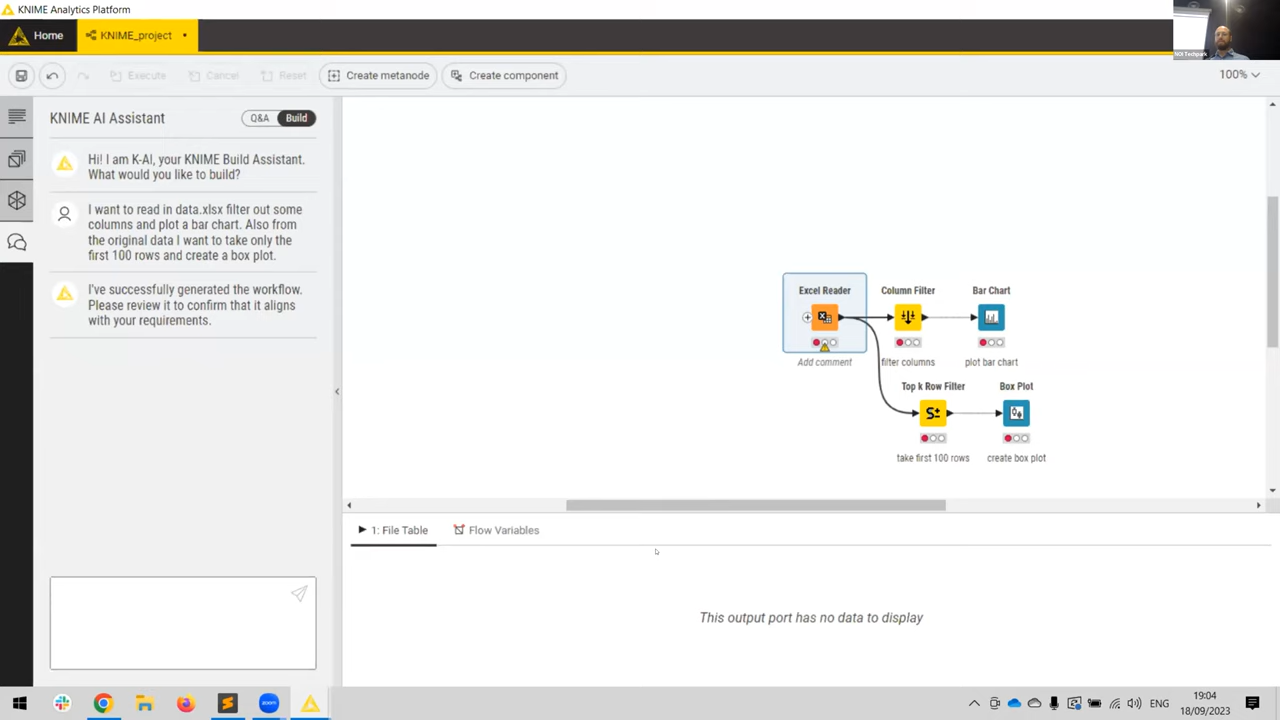 KNIME Analytics Platform
Home
KNIME_project
Execute
Cancel
Reset
Create metanode
Create component
100%
NOI Techpark
KNIME AI Assistant
Q&A
Build
Hi! I am K-AI, your KNIME Build Assistant.
What would you like to build?
I want to read in data.xlsx filter out some
columns and plot a bar chart. Also from
the original data I want to take only the
first 100 rows and create a box plot.
I've successfully generated the workflow.
Please review it to confirm that it aligns
with your requirements.
Excel Reader
Column Filter
Bar Chart
Add comment
filter columns
plot bar chart
Top k Row Filter
Box Plot
take first 100 rows
create box plot
1: File Table
Flow Variables
This output port has no data to display
ENG
19:04
18/09/2023